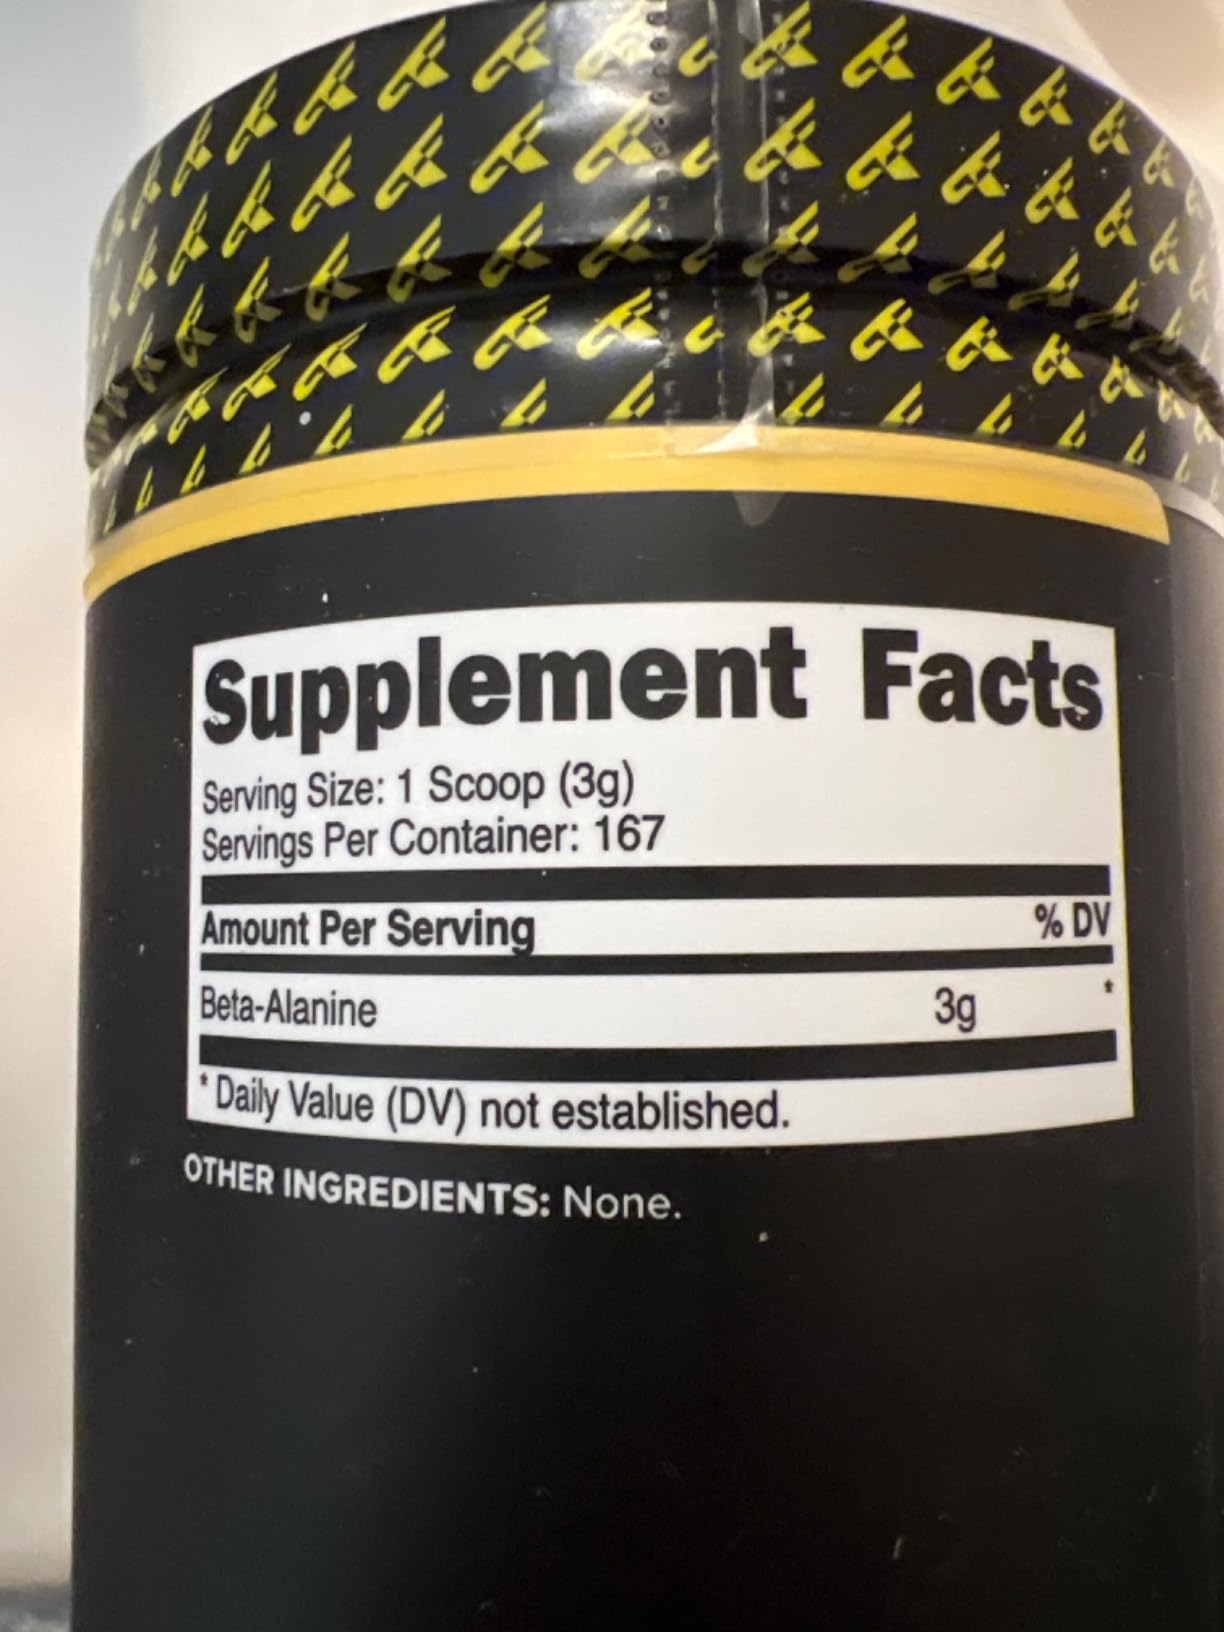 Supplement Facts
Serving Size: 1 Scoop (3g)
Servings Per Container: 167
Amount Per Serving % DV
Beta-Alanine 3g *
* Daily Value (DV) not established.
OTHER INGREDIENTS: None.